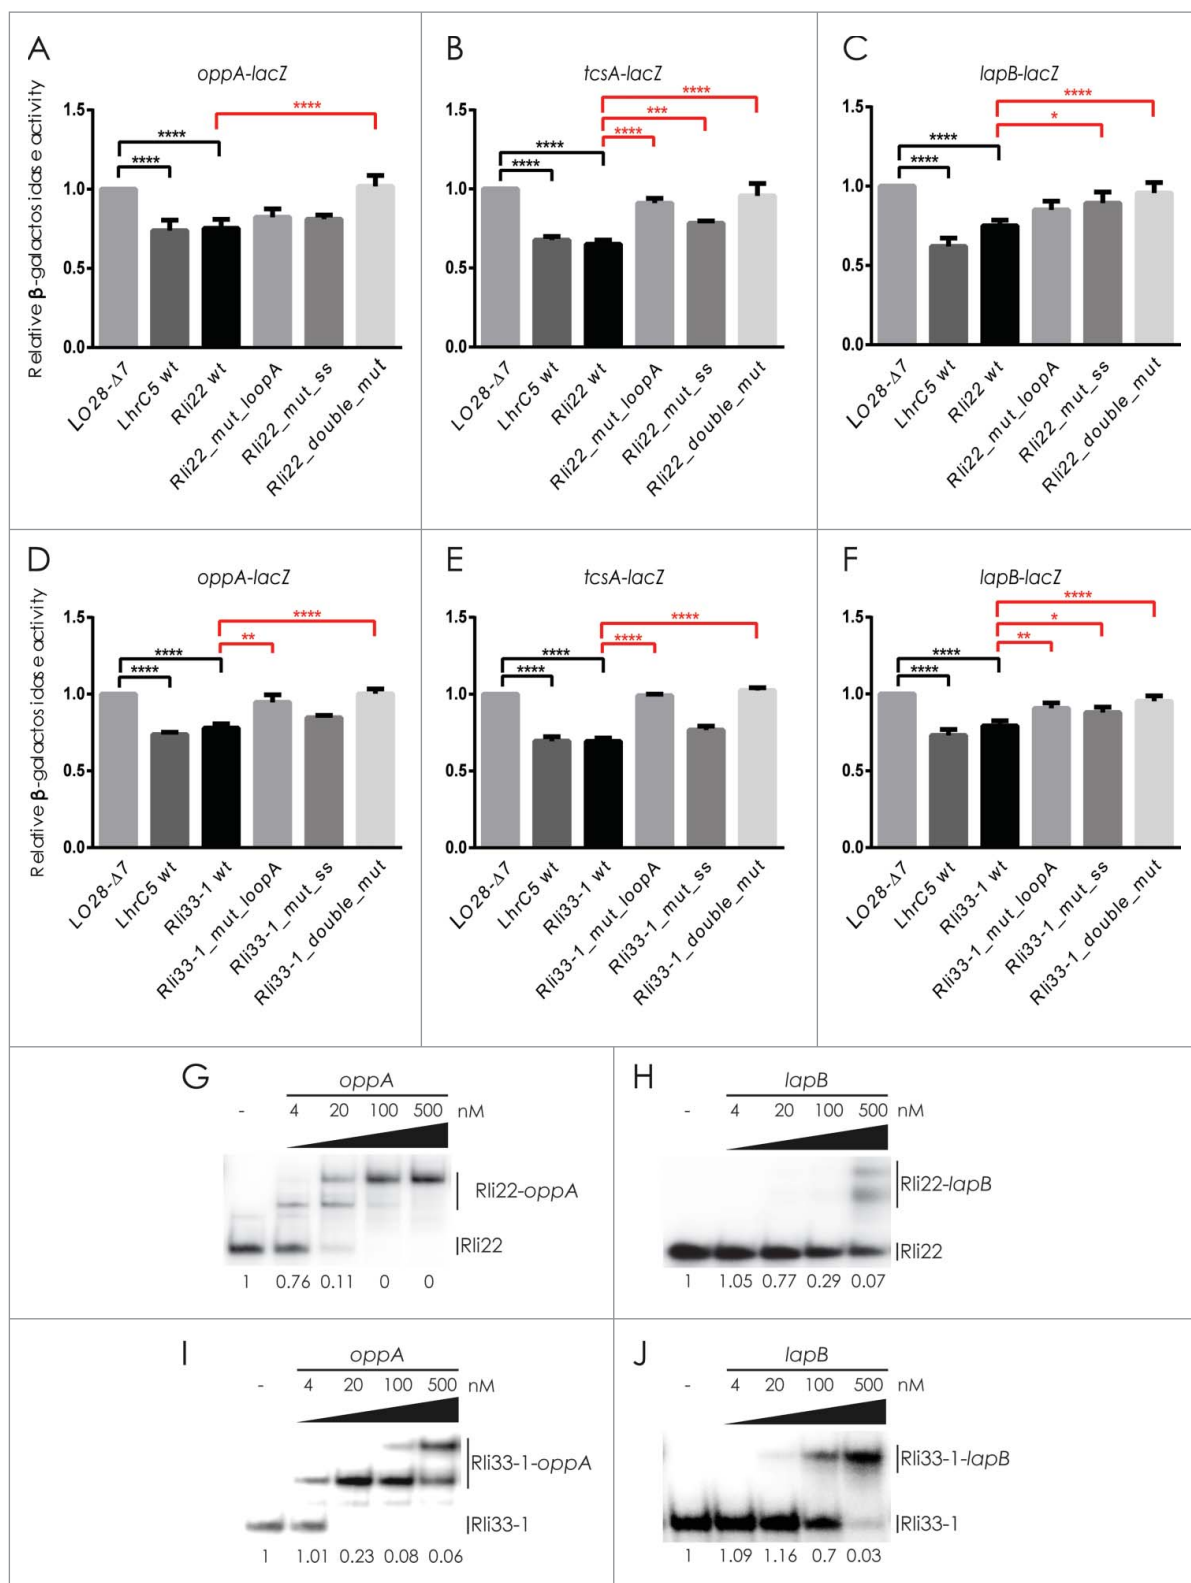 A
oppA-lacZ
Relative β-galactosidase activity
1.5
1.0
0.5
0.0
****
****
****
LO28-Δ7
LhrC5 wt
Rli22 wt
Rli22_mut_loopA
Rli22_mut_ss
Rli22_double_mut
B
tcsA-lacZ
1.5
1.0
0.5
0.0
****
***
****
****
****
LO28-Δ7
LhrC5 wt
Rli22 wt
Rli22_mut_loopA
Rli22_mut_ss
Rli22_double_mut
C
lapB-lacZ
1.5
1.0
0.5
0.0
****
*
****
****
LO28-Δ7
LhrC5 wt
Rli22 wt
Rli22_mut_loopA
Rli22_mut_ss
Rli22_double_mut
D
oppA-lacZ
Relative β-galactosidase activity
1.5
1.0
0.5
0.0
****
**
****
****
LO28-Δ7
LhrC5 wt
Rli33-1 wt
Rli33-1_mut_loopA
Rli33-1_mut_ss
Rli33-1_double_mut
E
tcsA-lacZ
1.5
1.0
0.5
0.0
****
****
****
****
LO28-Δ7
LhrC5 wt
Rli33-1 wt
Rli33-1_mut_loopA
Rli33-1_mut_ss
Rli33-1_double_mut
F
lapB-lacZ
1.5
1.0
0.5
0.0
****
*
**
****
****
LO28-Δ7
LhrC5 wt
Rli33-1 wt
Rli33-1_mut_loopA
Rli33-1_mut_ss
Rli33-1_double_mut
G
oppA
- 4 20 100 500 nM
Rli22-oppA
Rli22
1 0.76 0.11 0 0
H
lapB
- 4 20 100 500 nM
Rli22-lapB
Rli22
1 1.05 0.77 0.29 0.07
I
oppA
- 4 20 100 500 nM
Rli33-1-oppA
Rli33-1
1 1.01 0.23 0.08 0.06
J
lapB
- 4 20 100 500 nM
Rli33-1-lapB
Rli33-1
1 1.09 1.16 0.7 0.03